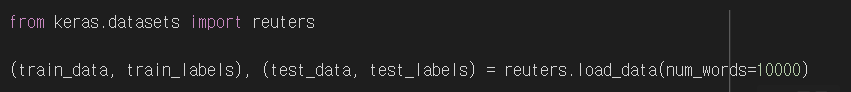 from keras.datasets import reuters
(train_data, train_labels), (test_data, test_labels) = reuters.load_data(num_words=10000)